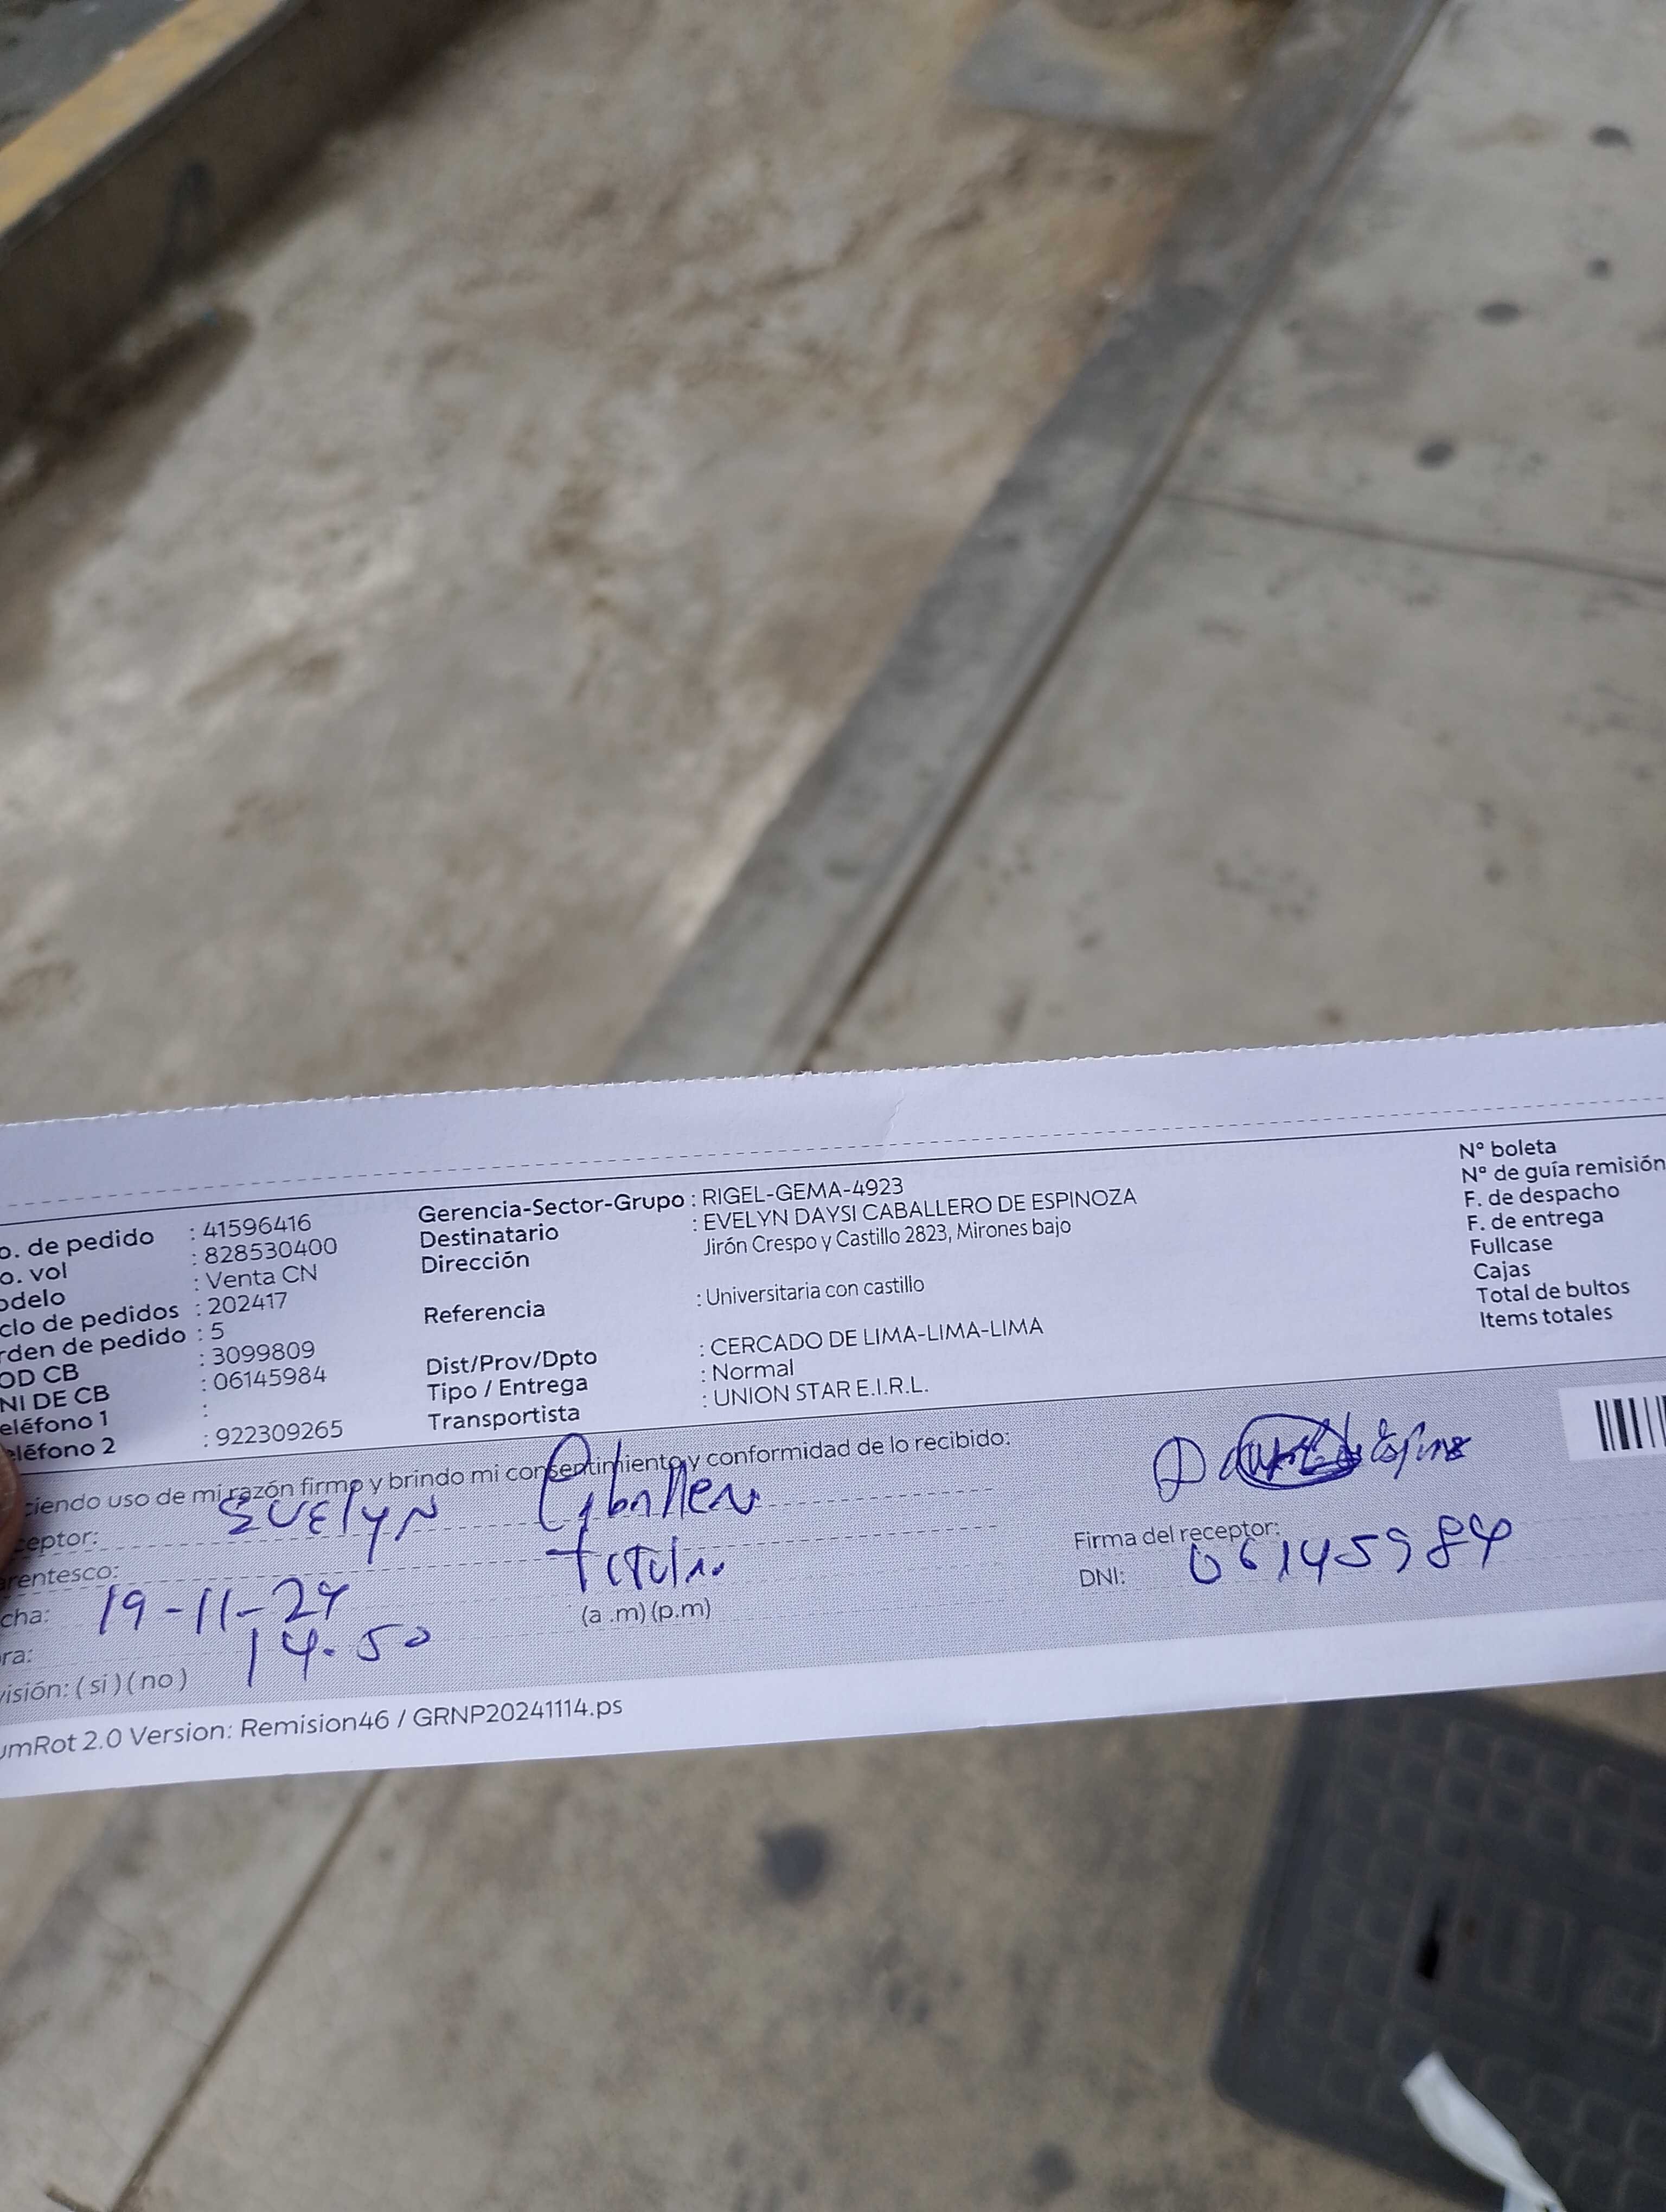 o. de pedido : 41596416
o. vol : 828530400
odelo : Venta CN
clo de pedidos : 202417
rden de pedido : 5
OD CB : 3099809
NI DE CB : 06145984
eléfono 1 :
eléfono 2 : 922309265
Gerencia-Sector-Grupo : RIGEL-GEMA-4923
Destinatario : EVELYN DAYSI CABALLERO DE ESPINOZA
Dirección Jirón Crespo y Castillo 2823, Mirones bajo
Referencia : Universitaria con castillo
Dist/Prov/Dpto : CERCADO DE LIMA-LIMA-LIMA
Tipo / Entrega : Normal
Transportista : UNION STAR E.I.R.L.
Nº boleta
Nº de guía remisión
F. de despacho
F. de entrega
Fullcase
Cajas
Total de bultos
Items totales
ciendo uso de mi razón firmo y brindo mi consentimiento y conformidad de lo recibido:
ceptor: Evelyn Caballero
arentesco: Titular
cha: 19-11-24
ra: 14.50 (a .m) (p.m)
visión: ( si ) ( no )
Firma del receptor:
DNI: 06145984
umRot 2.0 Version: Remision46 / GRNP20241114.ps